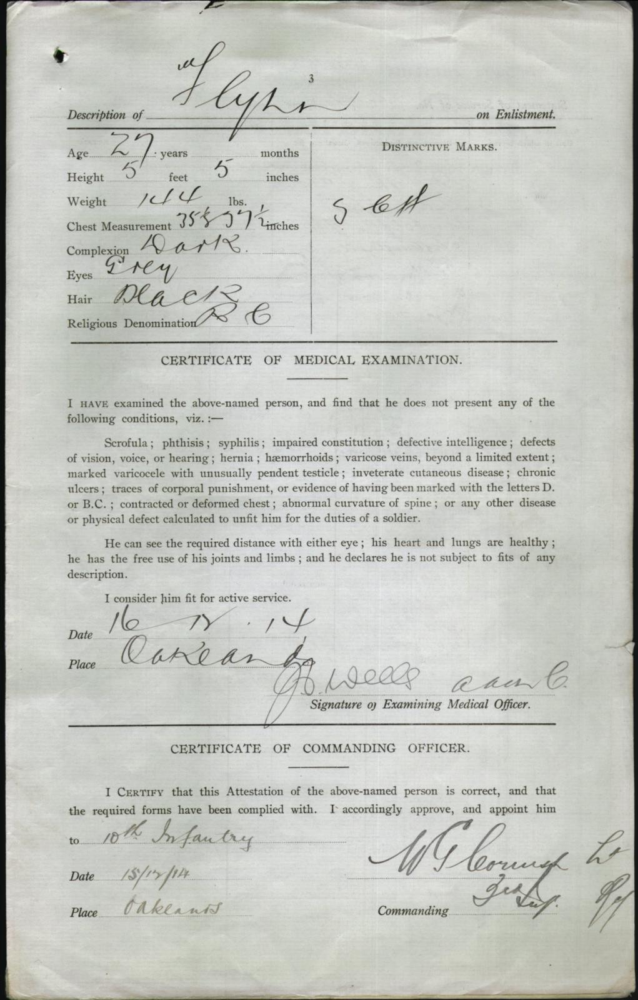 3
Description of Flynn on Enlistment.
Age 27 years months
Height 5 feet 5 inches
Weight 144 lbs.
Chest Measurement 35½ 37½ inches
Complexion Dark.
Eyes Grey
Hair Black
Religious Denomination R C
DISTINCTIVE MARKS.
CERTIFICATE OF MEDICAL EXAMINATION.
I HAVE examined the above-named person, and find that he does not present any of the
following conditions, viz. :—
Scrofula ; phthisis ; syphilis ; impaired constitution ; defective intelligence ; defects
of vision, voice, or hearing ; hernia ; hæmorrhoids ; varicose veins, beyond a limited extent ;
marked varicocele with unusually pendent testicle ; inveterate cutaneous disease ; chronic
ulcers ; traces of corporal punishment, or evidence of having been marked with the letters D.
or B.C. ; contracted or deformed chest ; abnormal curvature of spine ; or any other disease
or physical defect calculated to unfit him for the duties of a soldier.
He can see the required distance with either eye ; his heart and lungs are healthy ;
he has the free use of his joints and limbs ; and he declares he is not subject to fits of any
description.
I consider him fit for active service.
Date 16 12 . 14
Place Oaklands
Wells AAMC.
Signature of Examining Medical Officer.
CERTIFICATE OF COMMANDING OFFICER.
I CERTIFY that this Attestation of the above-named person is correct, and that
the required forms have been complied with. I accordingly approve, and appoint him
to 10th Infantry
W G Cornish Lt
Date 15/12/14
Inf.
Place Oaklands
Commanding